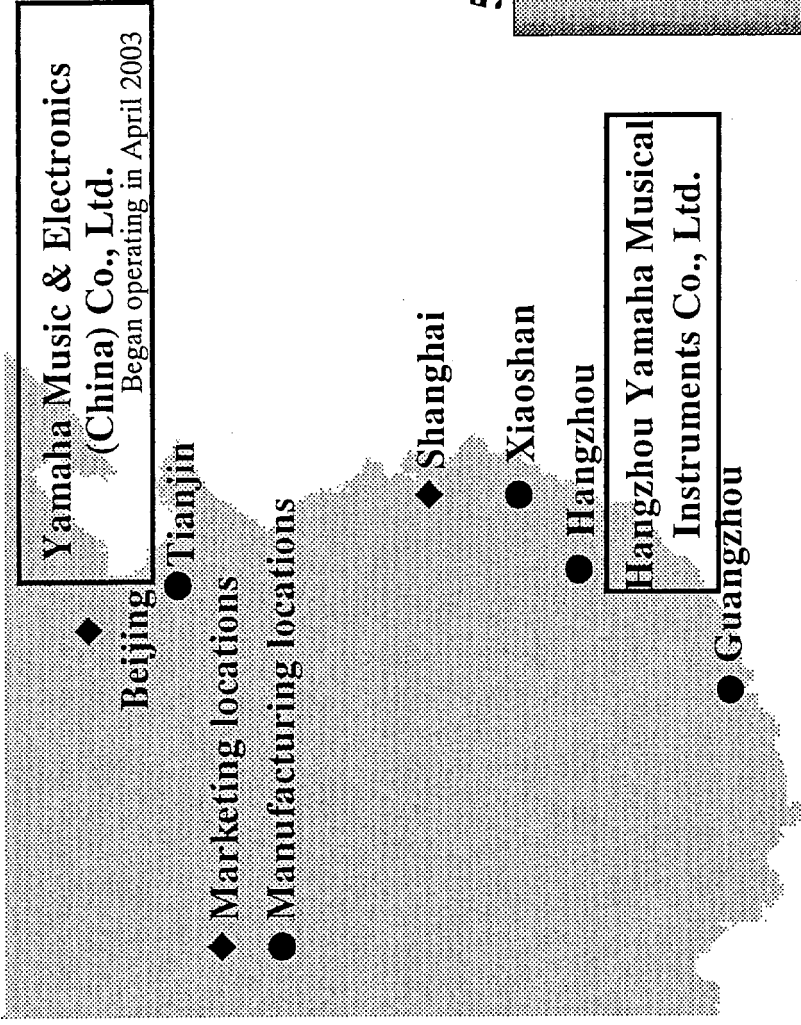 Yamaha Music & Electronics
(China) Co., Ltd.
Began operating in April 2003
Beijing
Tianjin
Marketing locations
Manufacturing locations
Shanghai
Xiaoshan
Hangzhou
Hangzhou Yamaha Musical
Instruments Co., Ltd.
Guangzhou